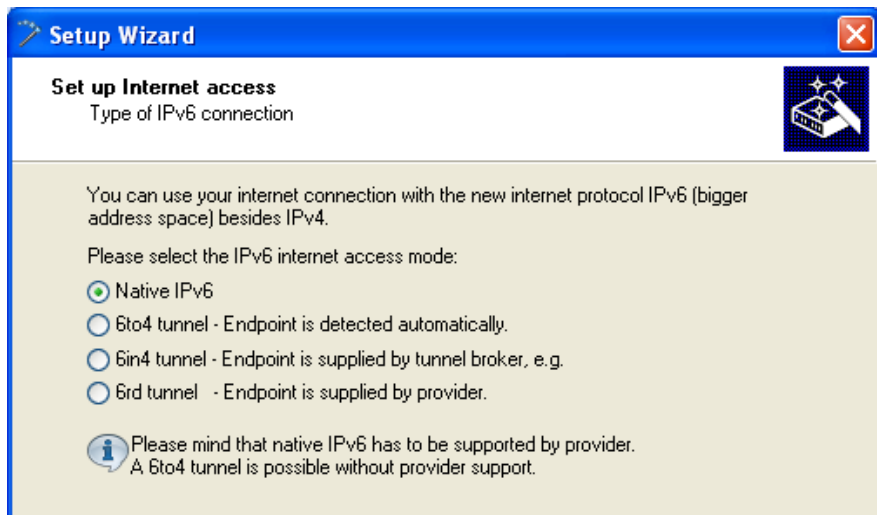 Setup Wizard
Set up Internet access
Type of IPv6 connection
You can use your internet connection with the new internet protocol IPv6 (bigger
address space) besides IPv4.
Please select the IPv6 internet access mode:
Native IPv6
6to4 tunnel - Endpoint is detected automatically.
6in4 tunnel - Endpoint is supplied by tunnel broker, e.g.
6rd tunnel - Endpoint is supplied by provider.
Please mind that native IPv6 has to be supported by provider.
A 6to4 tunnel is possible without provider support.